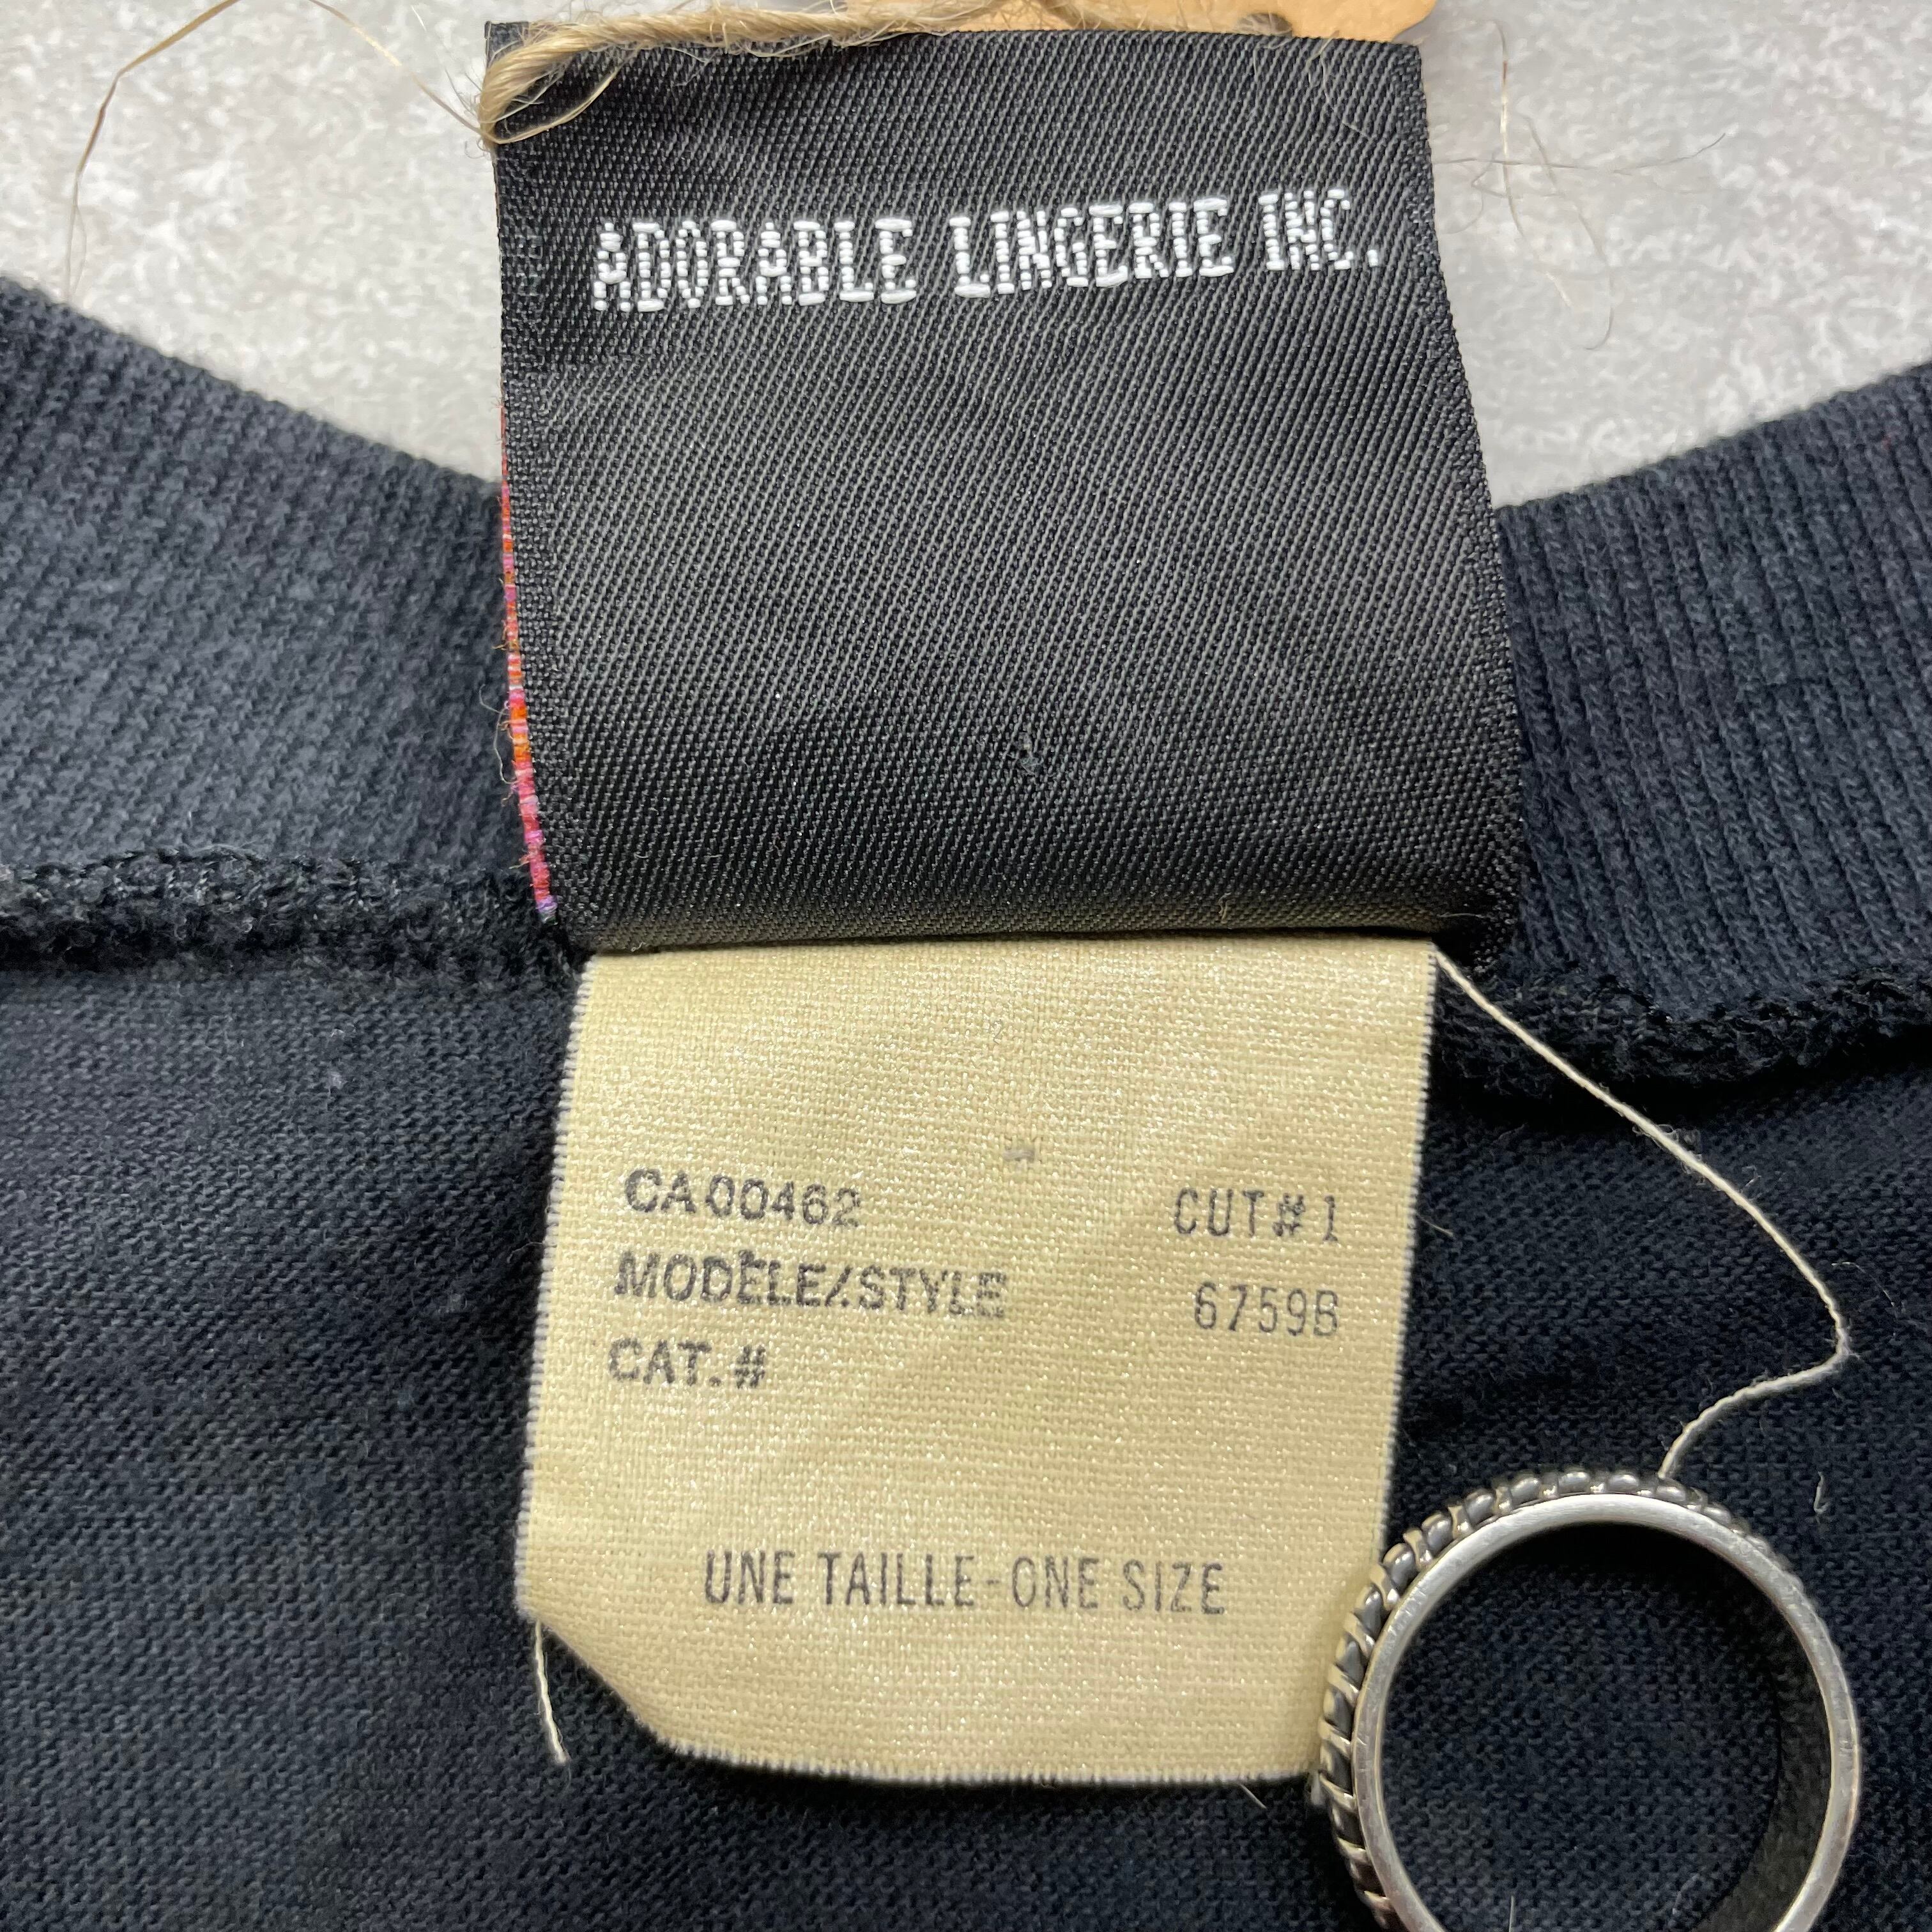 ADORABLE LINGERIE INC.
CA00462 CUT#1
MODÈLE/STYLE 6759B
CAT.#
UNE TAILLE-ONE SIZE